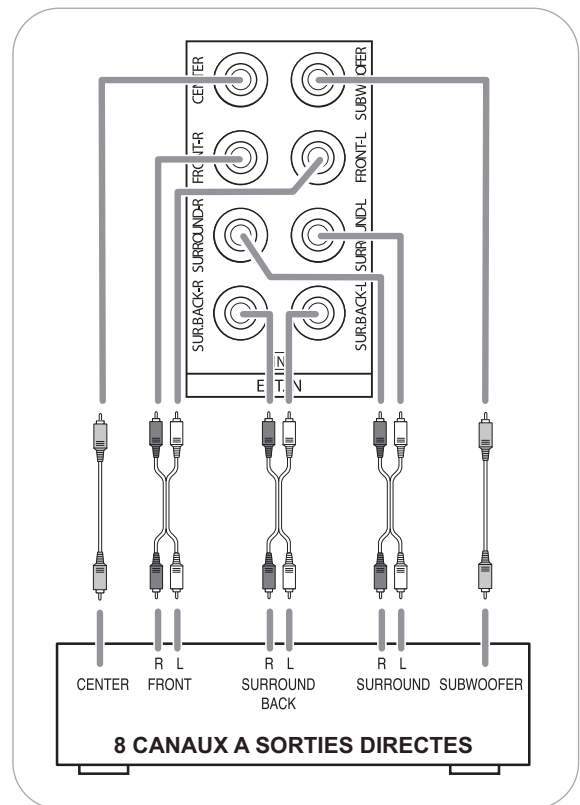 CENTER
SUBWOOFER
FRONT-R
FRONT-L
SURROUND-R
SURROUND-L
SUR.BACK-R
SUR.BACK-L
IN
R L
R L
R L
CENTER
FRONT
SURROUND
BACK
SURROUND
SUBWOOFER
8 CANAUX A SORTIES DIRECTES